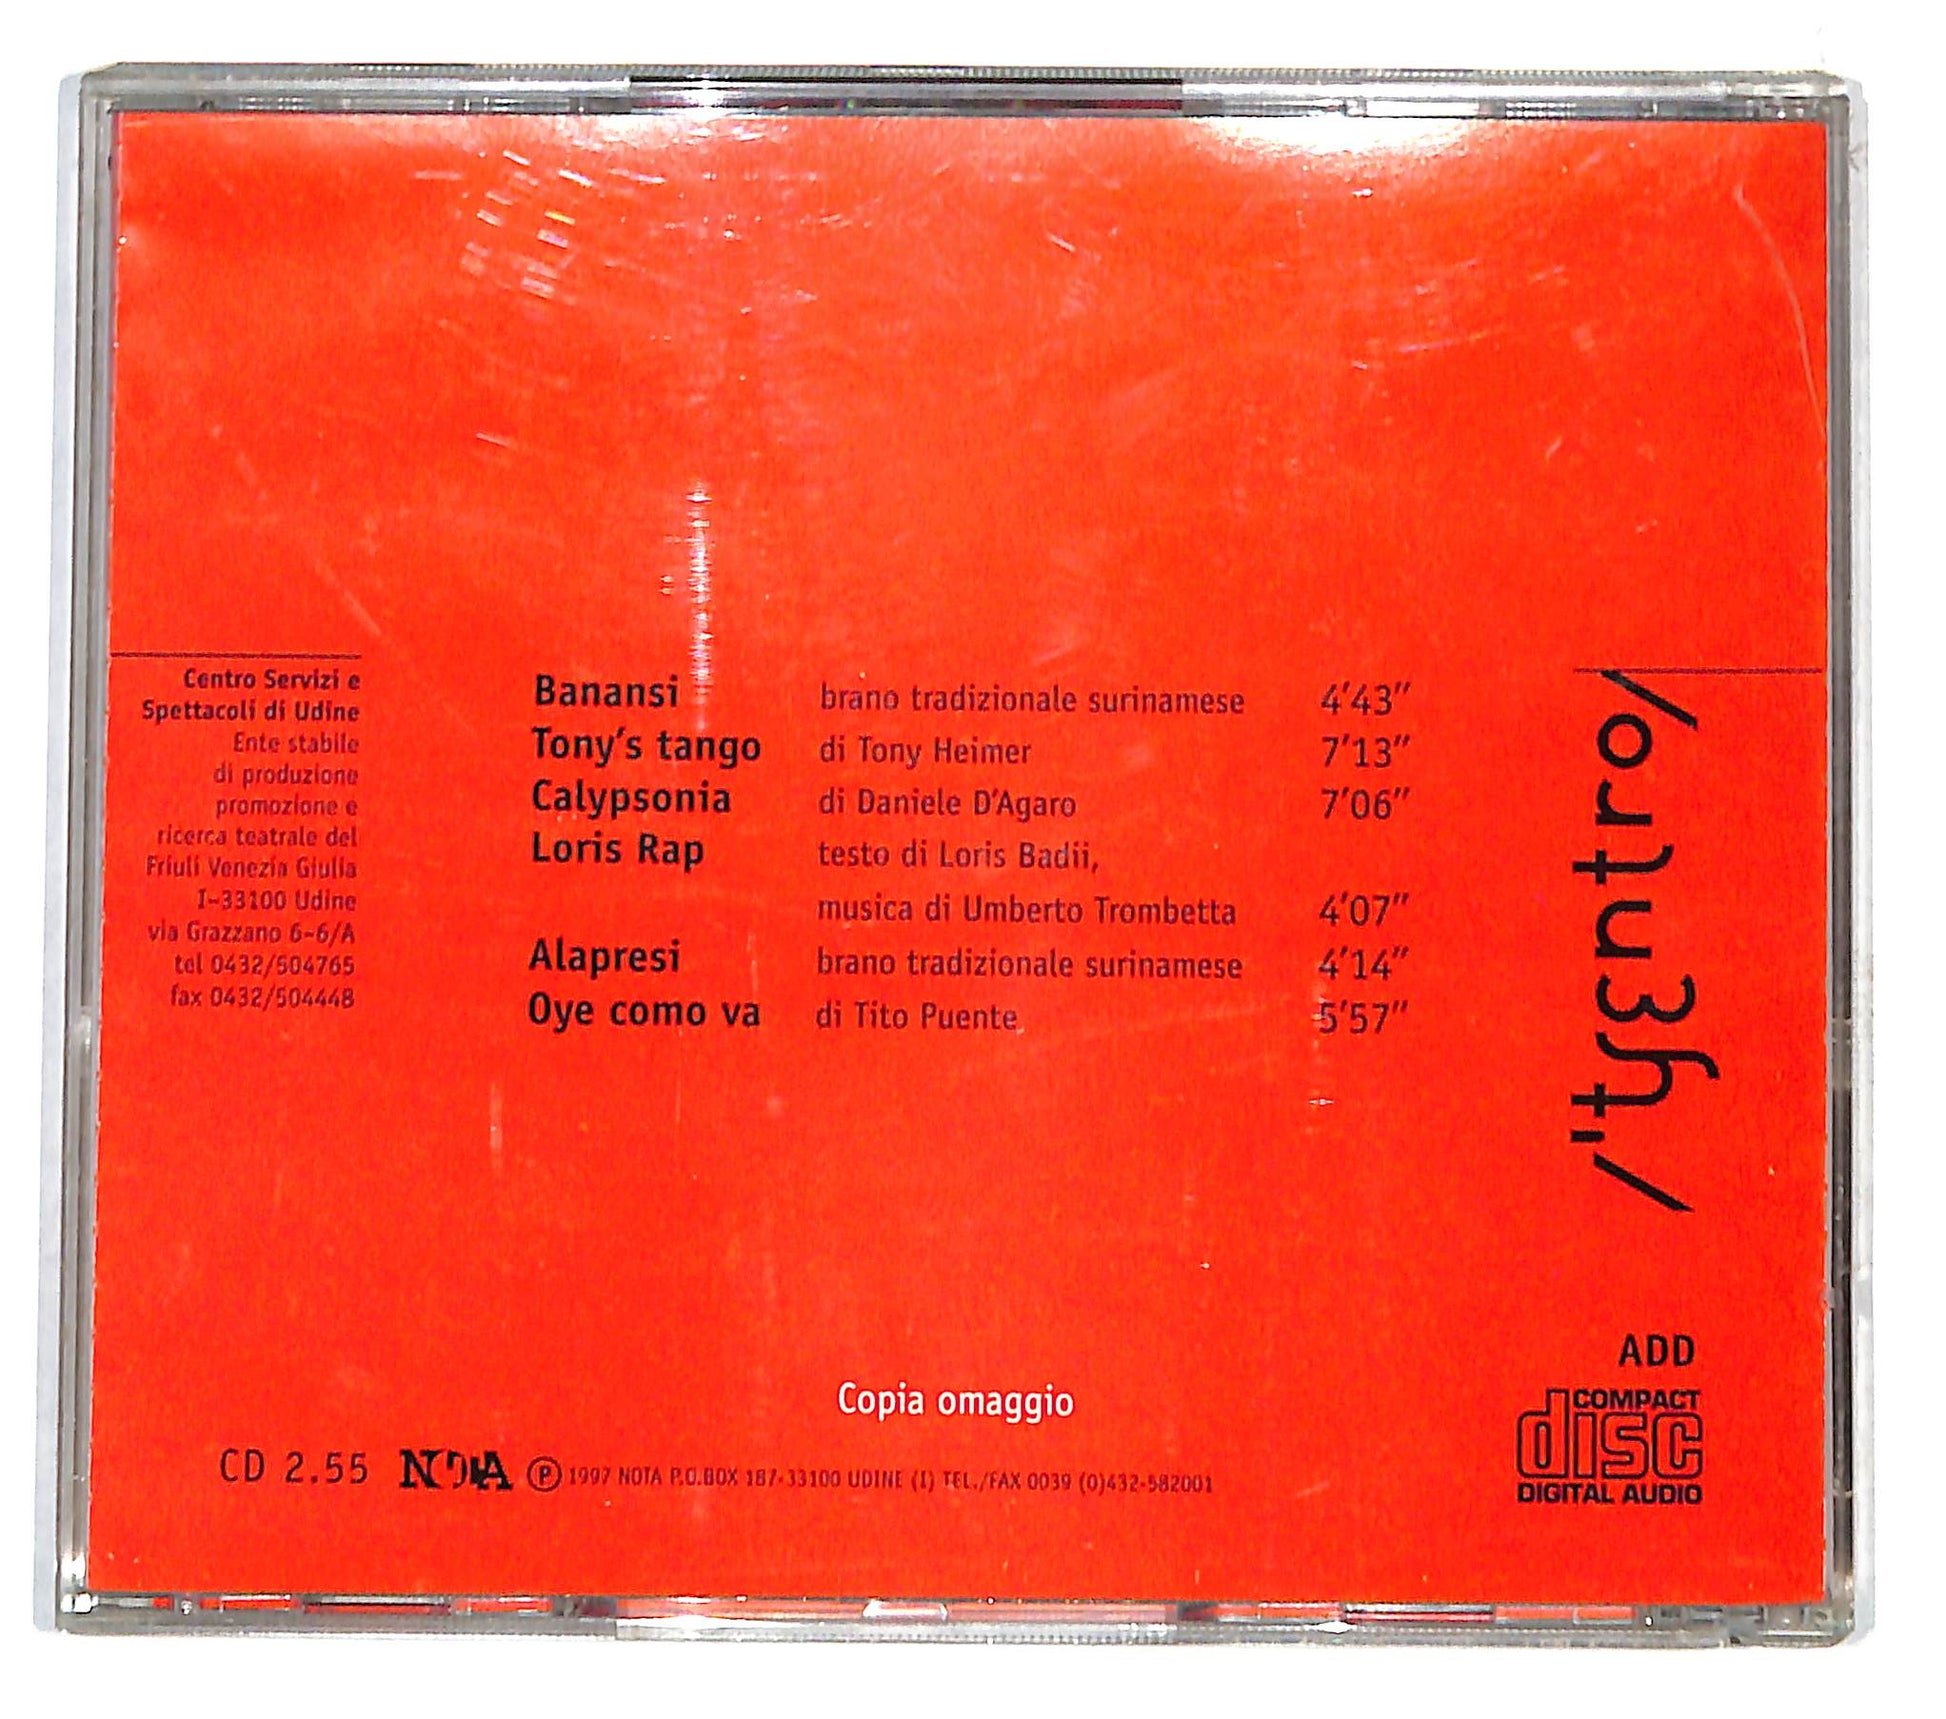 Centro Servizi e
Spettacoli di Udine
Ente stabile
di produzione
promozione e
ricerca teatrale del
Friuli Venezia Giulia
I-33100 Udine
via Grazzano 6-6/A
tel 0432/504765
fax 0432/504448
Banansi brano tradizionale surinamese 4'43"
Tony's tango di Tony Heimer 7'13"
Calypsonia di Daniele D'Agaro 7'06"
Loris Rap testo di Loris Badii,
musica di Umberto Trombetta 4'07"
Alapresi brano tradizionale surinamese 4'14"
Oye como va di Tito Puente 5'57"
/'ʧɛntro/
ADD
COMPACT
disc
DIGITAL AUDIO
Copia omaggio
CD 2.55 NOTA ℗ 1997 NOTA P.O.BOX 187-33100 UDINE (I) TEL./FAX 0039 (0)432-582001